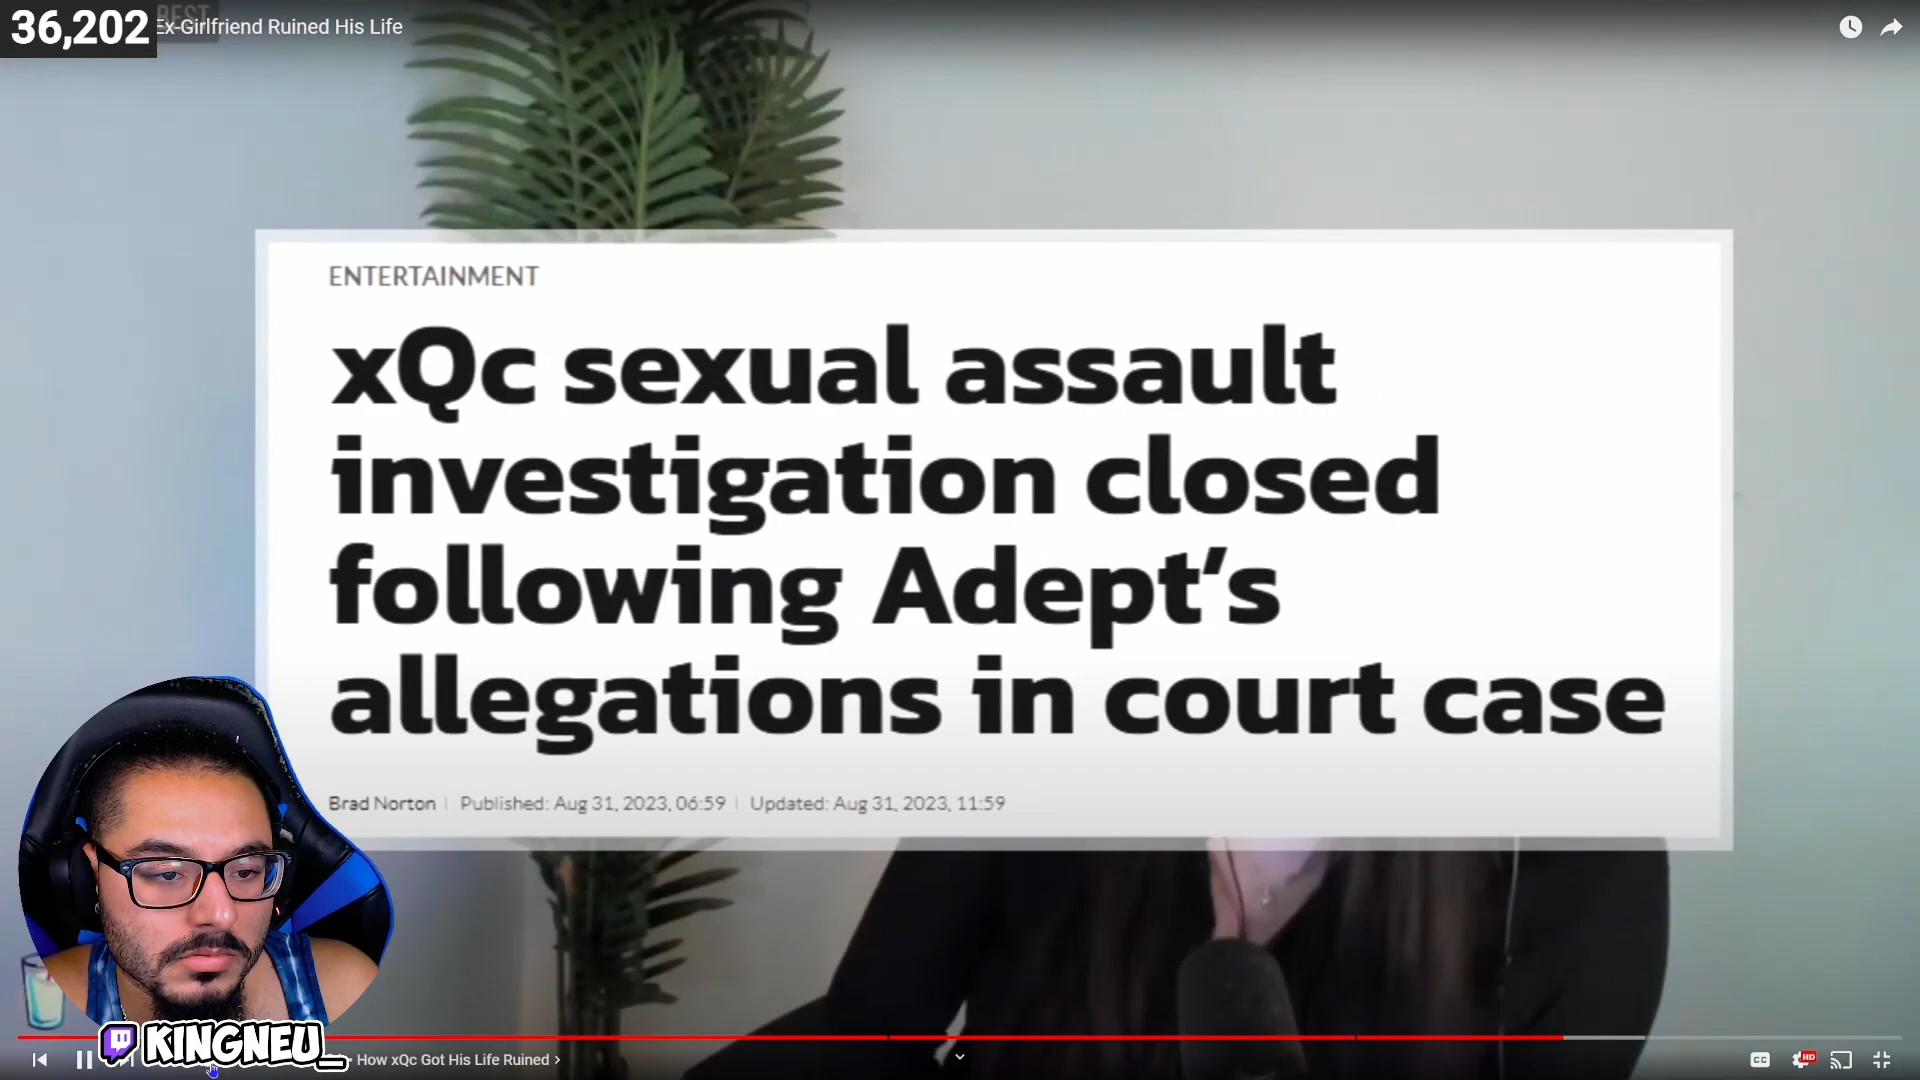 36,202
Ex-Girlfriend Ruined His Life
ENTERTAINMENT
xQc sexual assault
investigation closed
following Adept's
allegations in court case
Brad Norton | Published: Aug 31, 2023, 06:59 | Updated: Aug 31, 2023, 11:59
KINGNEU_
• How xQc Got His Life Ruined >
CC
HD